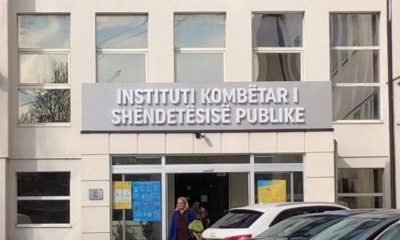 INSTITUTI KOMBËTAR I
SHËNDETËSISË PUBLIKE